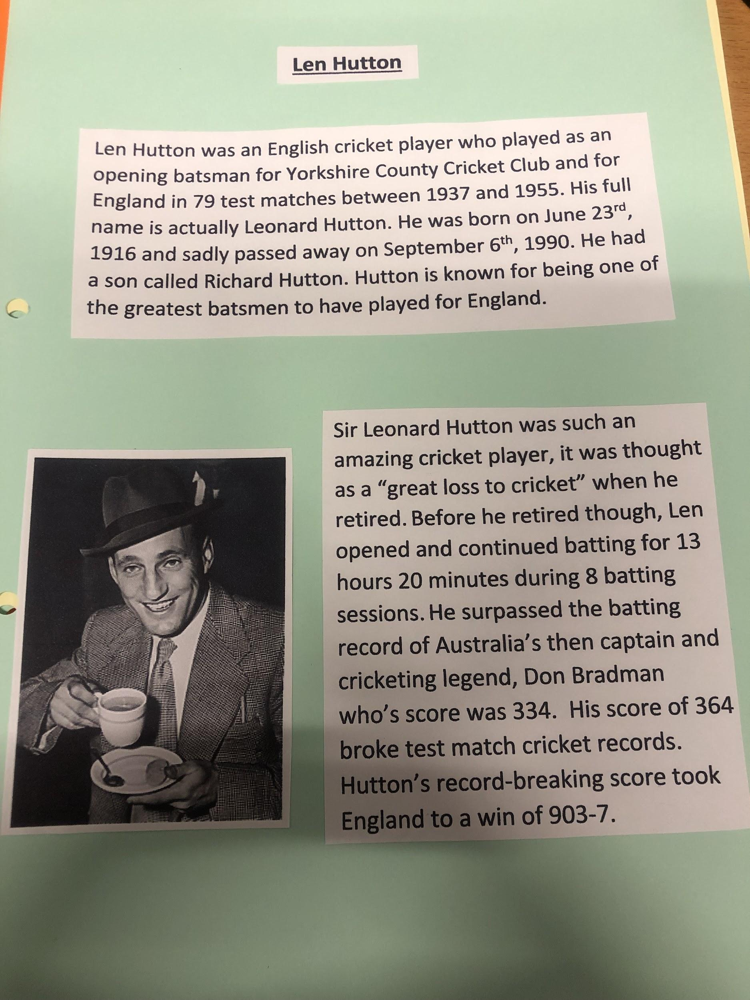 Len Hutton
Len Hutton was an English cricket player who played as an
opening batsman for Yorkshire County Cricket Club and for
England in 79 test matches between 1937 and 1955. His full
name is actually Leonard Hutton. He was born on June 23rd,
1916 and sadly passed away on September 6th, 1990. He had
a son called Richard Hutton. Hutton is known for being one of
the greatest batsmen to have played for England.
Sir Leonard Hutton was such an
amazing cricket player, it was thought
as a “great loss to cricket” when he
retired. Before he retired though, Len
opened and continued batting for 13
hours 20 minutes during 8 batting
sessions. He surpassed the batting
record of Australia’s then captain and
cricketing legend, Don Bradman
who’s score was 334.  His score of 364
broke test match cricket records.
Hutton’s record-breaking score took
England to a win of 903-7.